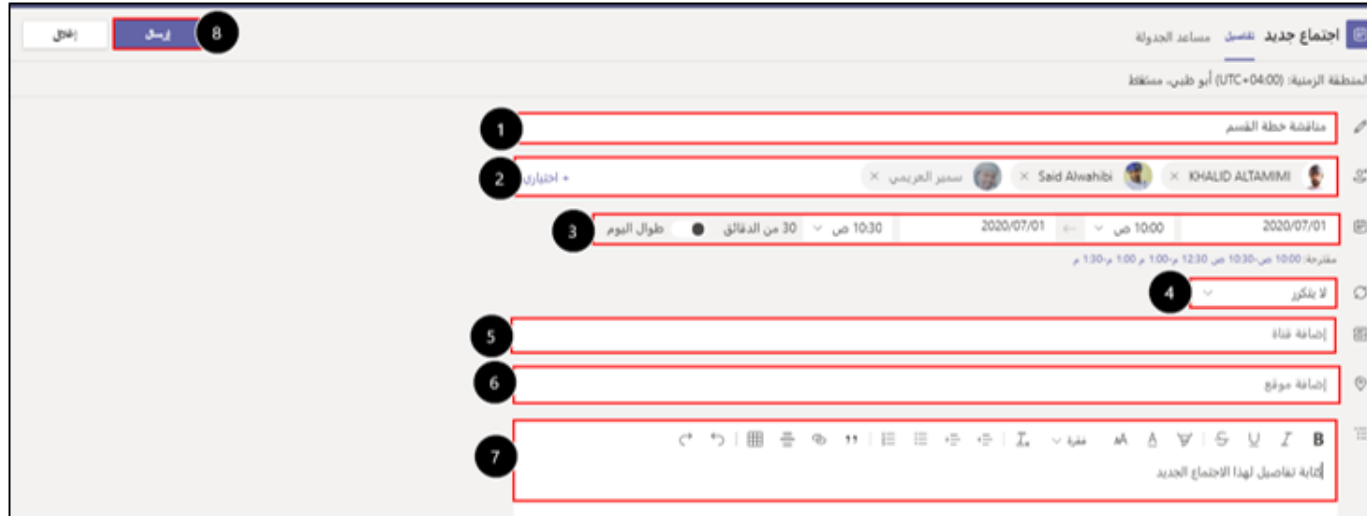 اجتماع جديد تفاصيل مساعد الجدولة
إرسال 8 إغلاق
المنطقة الزمنية: (UTC+04:00) أبو ظبي، مسقط
مناقشة خطة القسم 1
KHALID ALTAMIMI × Said Alwahibi × سمير العريمي × + اختياري 2
2020/07/01 10:00 ص 2020/07/01 10:30 ص 30 من الدقائق طوال اليوم 3
مقترحة: 10:00 ص-10:30 ص 12:30 م-1:00 م 1:00 م-1:30 م
لا يتكرر 4
إضافة قناة 5
إضافة موقع 6
B I U S A AA فقرة 7
كتابة تفاصيل لهذا الاجتماع الجديد